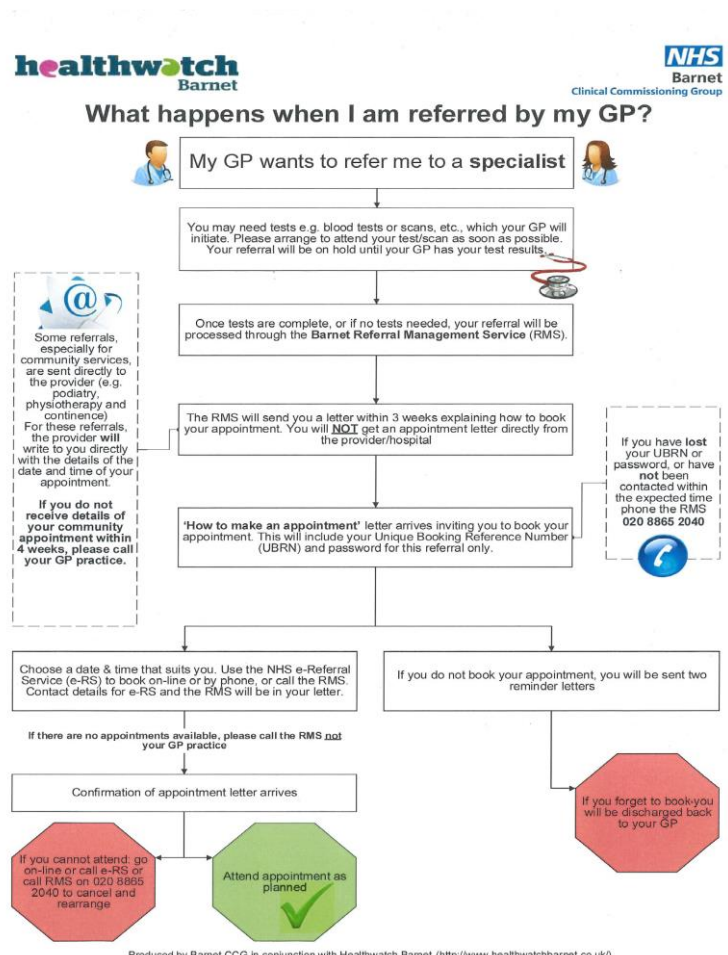 healthwatch
Barnet
NHS
Barnet
Clinical Commissioning Group
What happens when I am referred by my GP?
My GP wants to refer me to a specialist
You may need tests e.g. blood tests or scans, etc., which your GP will
initiate. Please arrange to attend your test/scan as soon as possible.
Your referral will be on hold until your GP has your test results.
Once tests are complete, or if no tests needed, your referral will be
processed through the Barnet Referral Management Service (RMS).
@
Some referrals,
especially for
community services,
are sent directly to
the provider (e.g.
podiatry,
physiotherapy and
continence)
For these referrals,
the provider will
write to you directly
with the details of the
date and time of your
appointment.
If you do not
receive details of
your community
appointment within
4 weeks, please call
your GP practice.
The RMS will send you a letter within 3 weeks explaining how to book
your appointment. You will NOT get an appointment letter directly from
the provider/hospital
If you have lost
your UBRN or
password, or have
not been
contacted within
the expected time
phone the RMS
020 8865 2040
'How to make an appointment' letter arrives inviting you to book your
appointment. This will include your Unique Booking Reference Number
(UBRN) and password for this referral only.
Choose a date & time that suits you. Use the NHS e-Referral
Service (e-RS) to book on-line or by phone, or call the RMS.
Contact details for e-RS and the RMS will be in your letter.
If you do not book your appointment, you will be sent two
reminder letters
If there are no appointments available, please call the RMS not
your GP practice
Confirmation of appointment letter arrives
If you forget to book-you
will be discharged back
to your GP
If you cannot attend: go
on-line or call e-RS or
call RMS on 020 8865
2040 to cancel and
rearrange
Attend appointment as
planned
Produced by Barnet CCG in conjunction with Healthwatch Barnet (http://www.healthwatchbarnet.co.uk/)